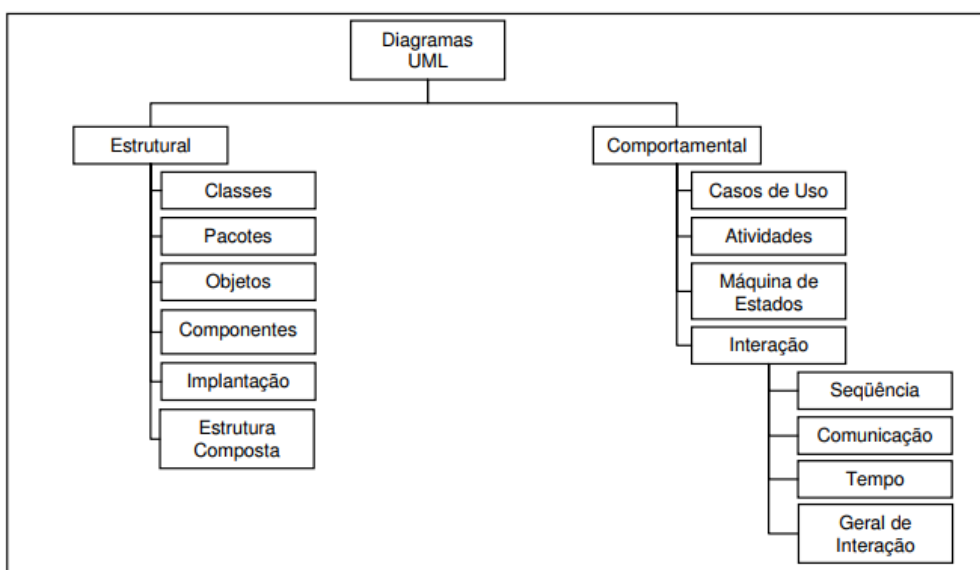 Diagramas
UML
Estrutural
Classes
Pacotes
Objetos
Componentes
Implantação
Estrutura
Composta
Comportamental
Casos de Uso
Atividades
Máquina de
Estados
Interação
Seqüência
Comunicação
Tempo
Geral de
Interação